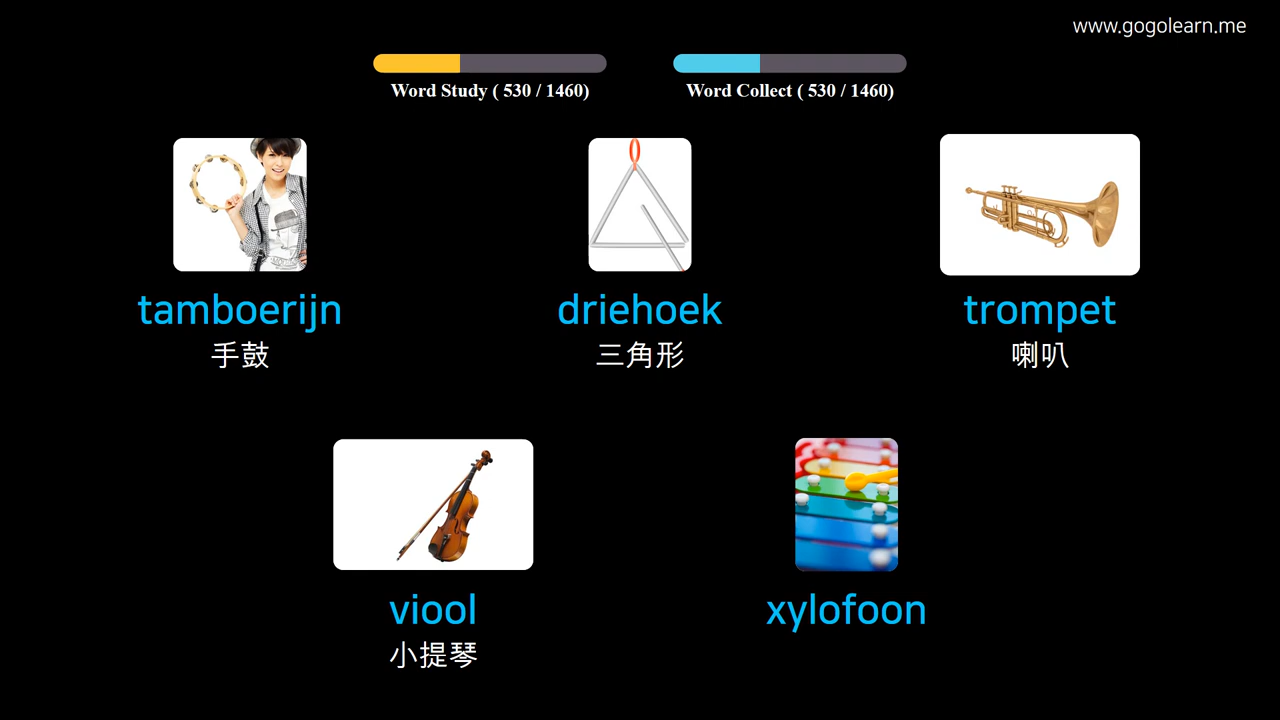 www.gogolearn.me
Word Study ( 530 / 1460)
Word Collect ( 530 / 1460)
tamboerijn
手鼓
driehoek
三角形
trompet
喇叭
viool
小提琴
xylofoon